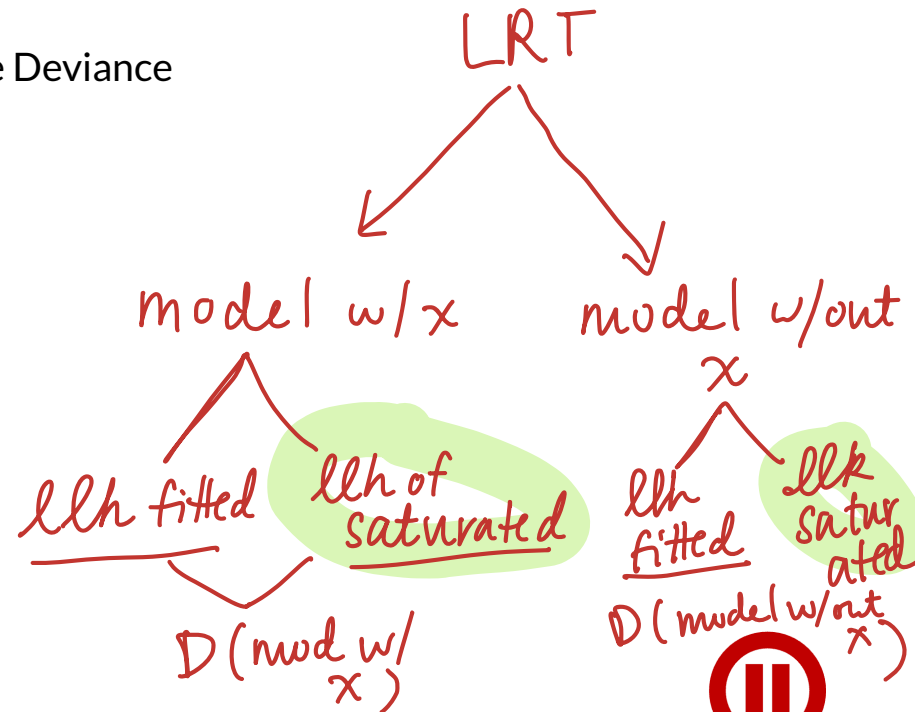 e Deviance
LRT
model w/x
model w/out
x
llh fitted
llh of
saturated
llh
fitted
llk
satur
ated
D(mod w/
x)
D(model w/out
x)